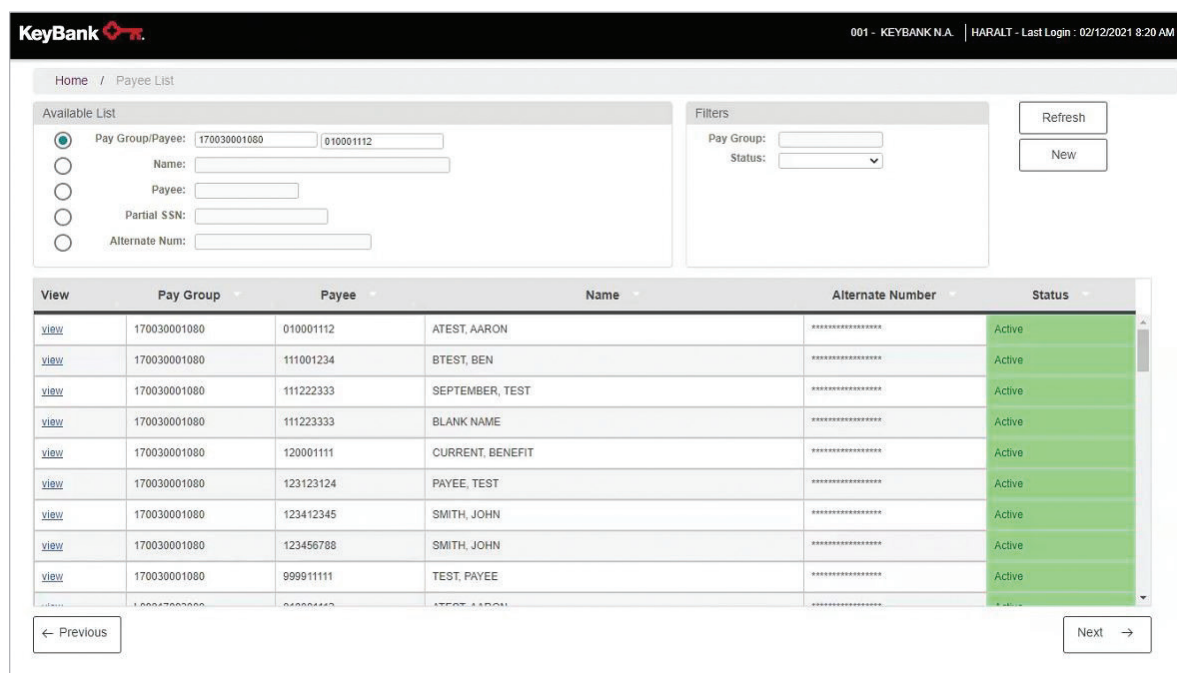 KeyBank
001 - KEYBANK N.A. | HARALT - Last Login : 02/12/2021 8:20 AM
Home / Payee List
Available List
Pay Group/Payee: 170030001080 010001112
Name:
Payee:
Partial SSN:
Alternate Num:
Filters
Pay Group:
Status:
Refresh
New
View Pay Group Payee Name Alternate Number Status
view 170030001080 010001112 ATEST, AARON ***************** Active
view 170030001080 111001234 BTEST, BEN ***************** Active
view 170030001080 111222333 SEPTEMBER, TEST ***************** Active
view 170030001080 111223333 BLANK NAME ***************** Active
view 170030001080 120001111 CURRENT, BENEFIT ***************** Active
view 170030001080 123123124 PAYEE, TEST ***************** Active
view 170030001080 123412345 SMITH, JOHN ***************** Active
view 170030001080 123456788 SMITH, JOHN ***************** Active
view 170030001080 999911111 TEST, PAYEE ***************** Active
← Previous
Next →